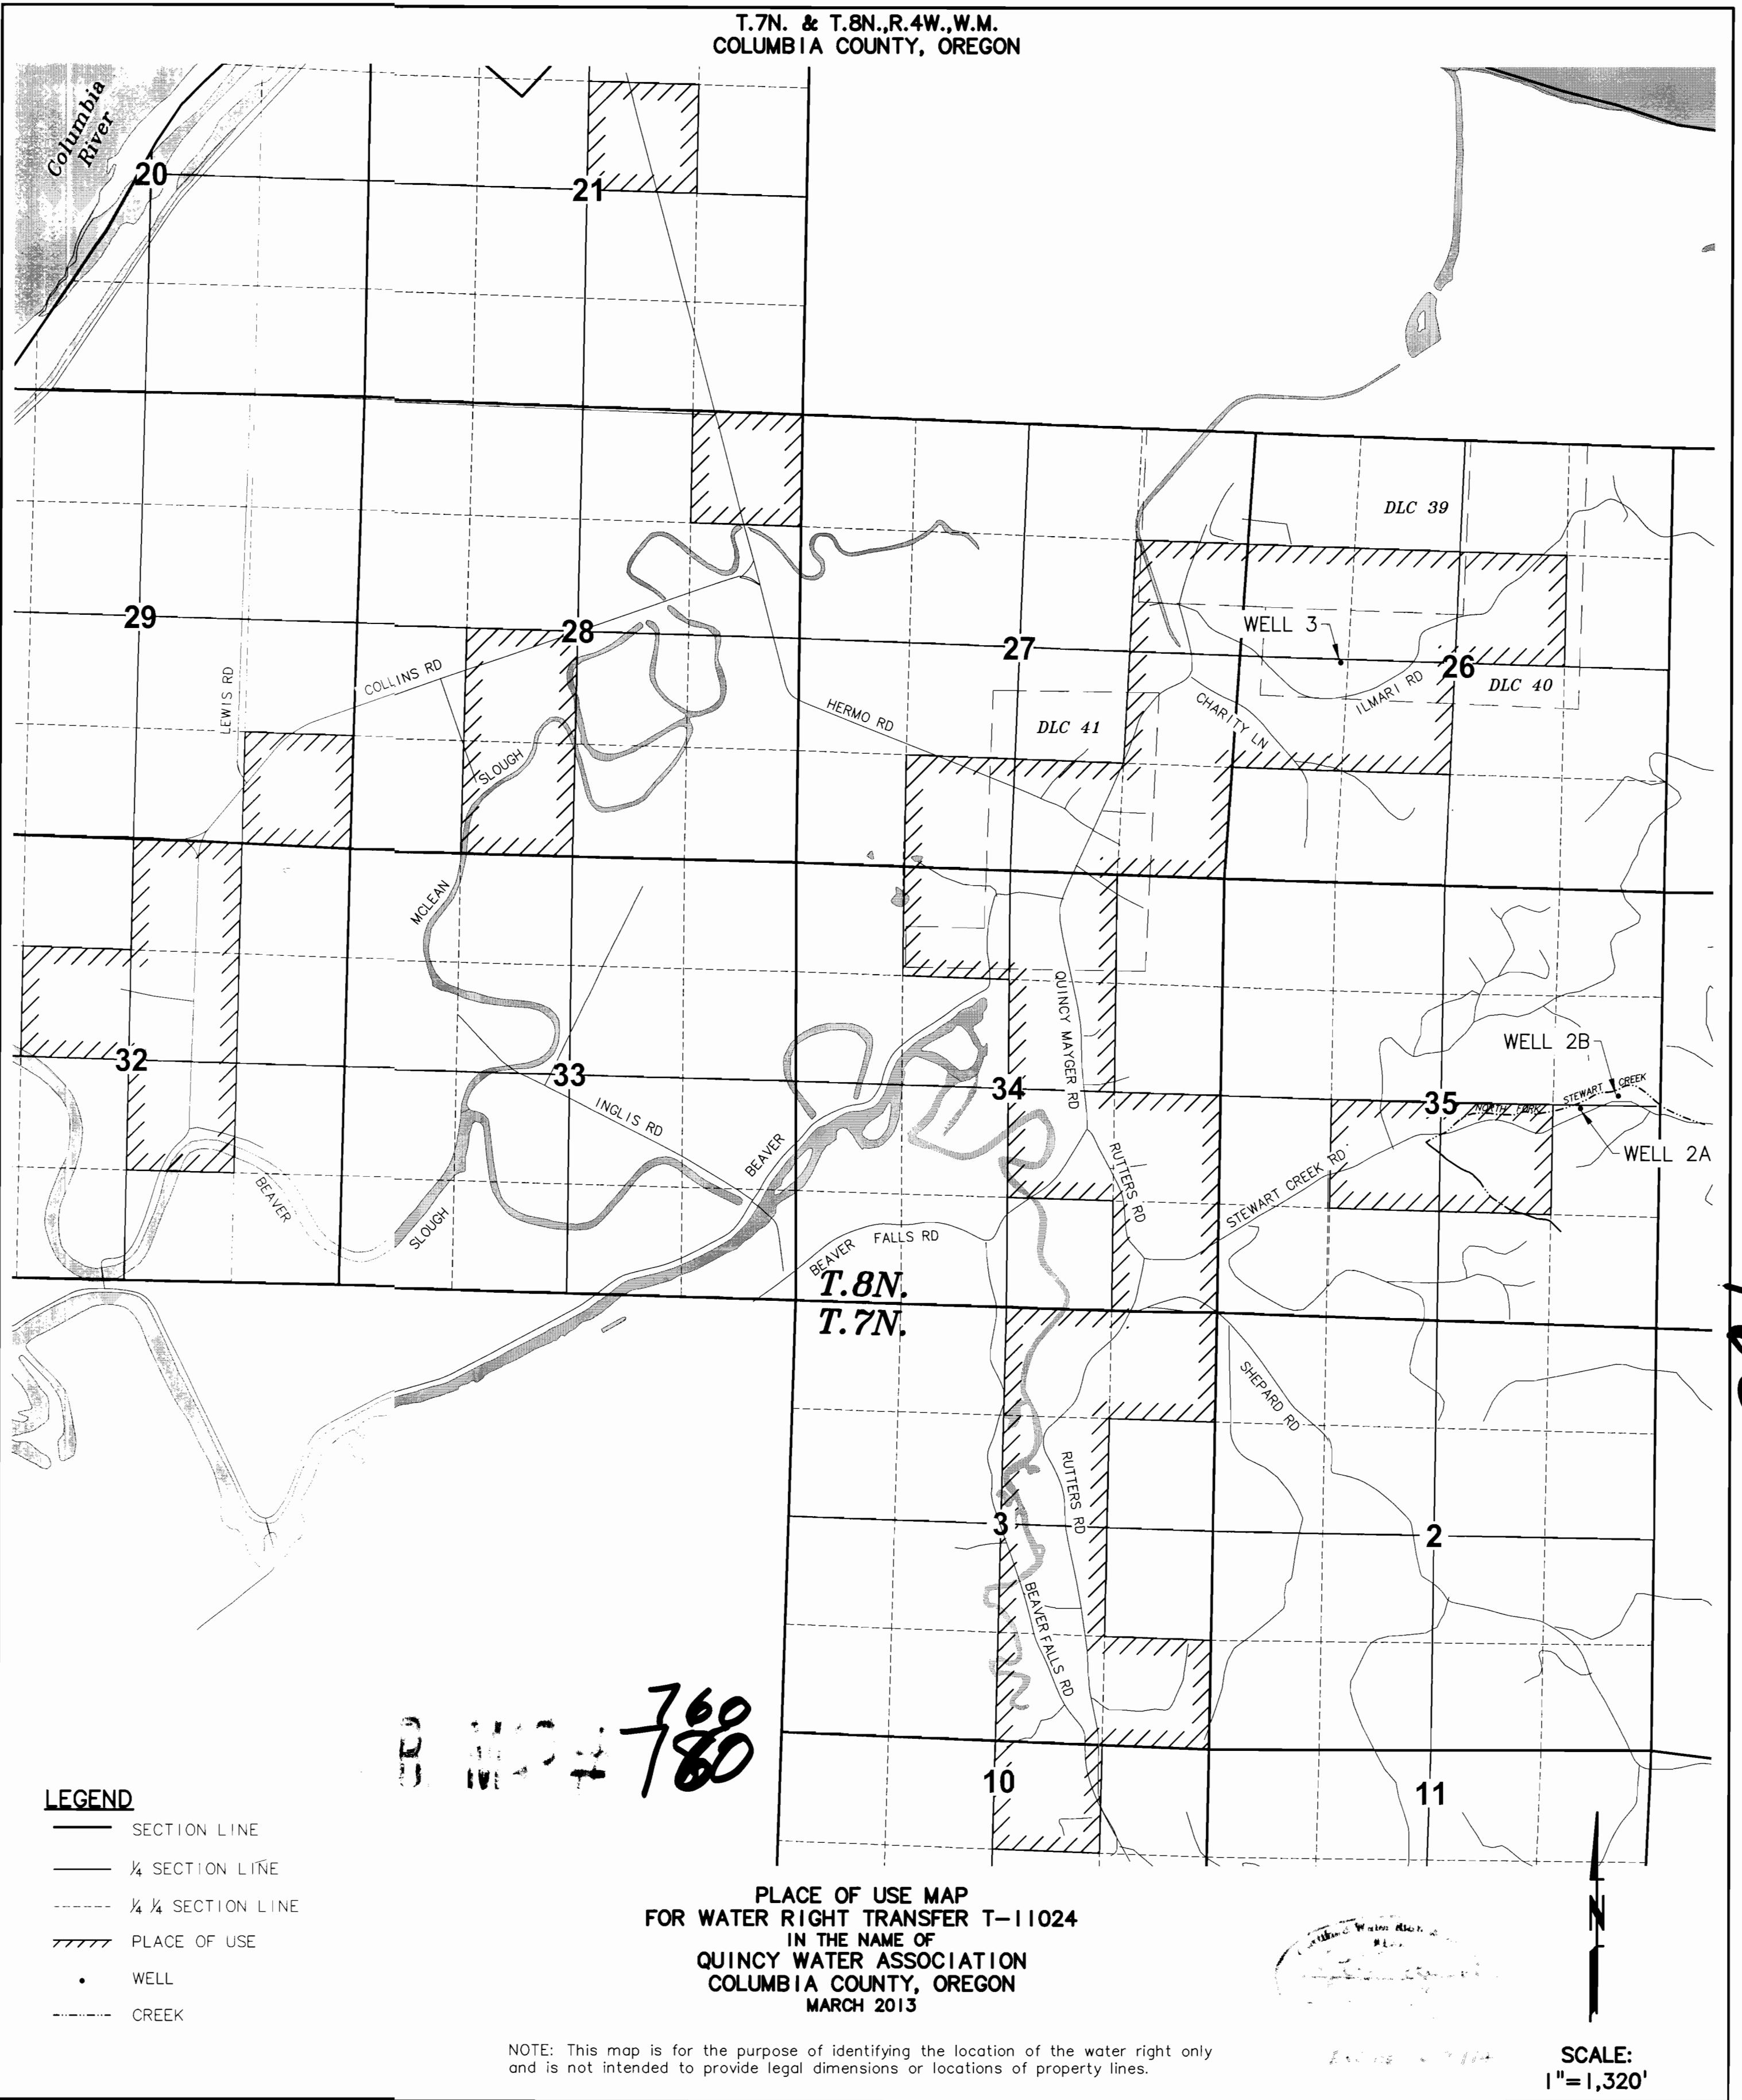 T.7N. & T.8N.,R.4W.,W.M.
COLUMBIA COUNTY, OREGON
Columbia
River
20
21
DLC 39
29
28
27
WELL 3
26
DLC 40
LEWIS RD
COLLINS RD
HERMO RD
DLC 41
CHARITY LN
ILMARI RD
SLOUGH
MCLEAN
QUINCY MAYGER RD
WELL 2B
32
33
34
35
NORTH FORK
STEWART CREEK
WELL 2A
INGLIS RD
BEAVER
RUTTERS RD
STEWART CREEK RD
BEAVER
SLOUGH
BEAVER FALLS RD
T.8N.
T.7N.
SHEPARD RD
RUTTERS RD
3
2
BEAVER FALLS RD
760
780
10
11
LEGEND
SECTION LINE
¼ SECTION LINE
¼ ¼ SECTION LINE
PLACE OF USE
WELL
CREEK
PLACE OF USE MAP
FOR WATER RIGHT TRANSFER T-11024
IN THE NAME OF
QUINCY WATER ASSOCIATION
COLUMBIA COUNTY, OREGON
MARCH 2013
N
SCALE:
1"=1,320'
NOTE: This map is for the purpose of identifying the location of the water right only
and is not intended to provide legal dimensions or locations of property lines.